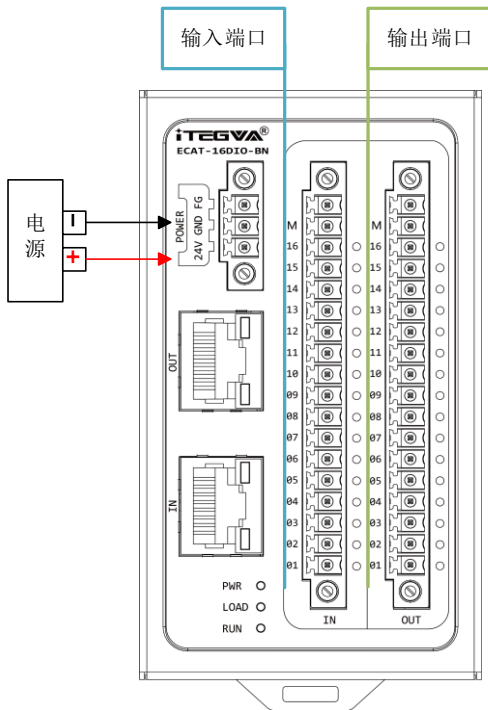 输入端口
输出端口
iTEGWA®
ECAT-16DIO-BN
电源
POWER
24V GND FG
OUT
IN
M
16
15
14
13
12
11
10
09
08
07
06
05
04
03
02
01
IN
M
16
15
14
13
12
11
10
09
08
07
06
05
04
03
02
01
OUT
PWR
LOAD
RUN